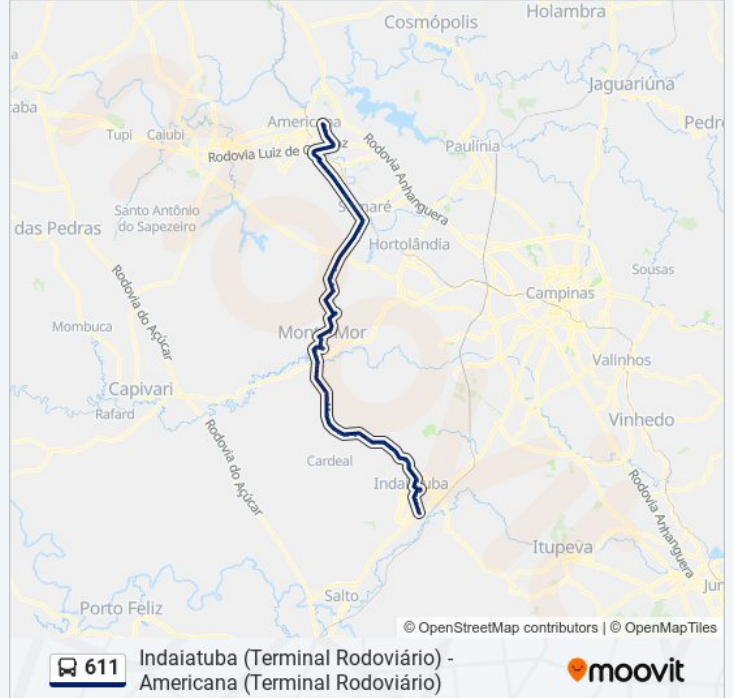 Cosmópolis
Holambra
Jaguariúna
Tupi
Caiubi
Rodovia Luiz de
Rodovia Anhanguera
Paulínia
Santo Antônio
do Sapezeiro
das Pedras
Hortolândia
Sousas
Rodovia do Açúcar
Campinas
Mombuca
Valinhos
Capivari
Rafard
Vinhedo
Rodovia do Açúcar
Cardeal
Rodovia Anhanguera
Itupeva
Salto
Porto Feliz
© OpenStreetMap contributors | © OpenMapTiles
611
Indaiatuba (Terminal Rodoviário) -
Americana (Terminal Rodoviário)
moovit